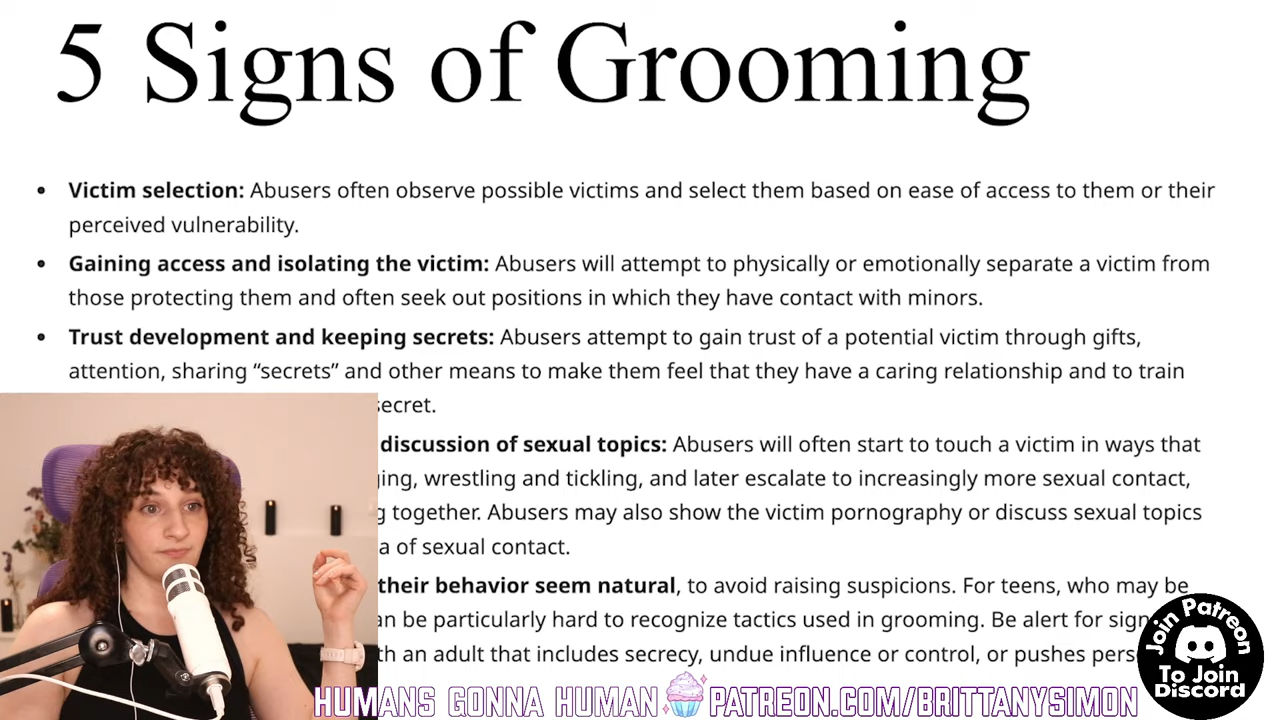 5 Signs of Grooming
• Victim selection: Abusers often observe possible victims and select them based on ease of access to them or their
perceived vulnerability.
• Gaining access and isolating the victim: Abusers will attempt to physically or emotionally separate a victim from
those protecting them and often seek out positions in which they have contact with minors.
• Trust development and keeping secrets: Abusers attempt to gain trust of a potential victim through gifts,
attention, sharing “secrets” and other means to make them feel that they have a caring relationship and to train
secret.
discussion of sexual topics: Abusers will often start to touch a victim in ways that
wrestling and tickling, and later escalate to increasingly more sexual contact,
together. Abusers may also show the victim pornography or discuss sexual topics
a of sexual contact.
their behavior seem natural, to avoid raising suspicions. For teens, who may be
an be particularly hard to recognize tactics used in grooming. Be alert for sign
an adult that includes secrecy, undue influence or control, or pushes pers
Join Patreon
To Join
Discord
HUMANS GONNA HUMAN PATREON.COM/BRITTANYSIMON